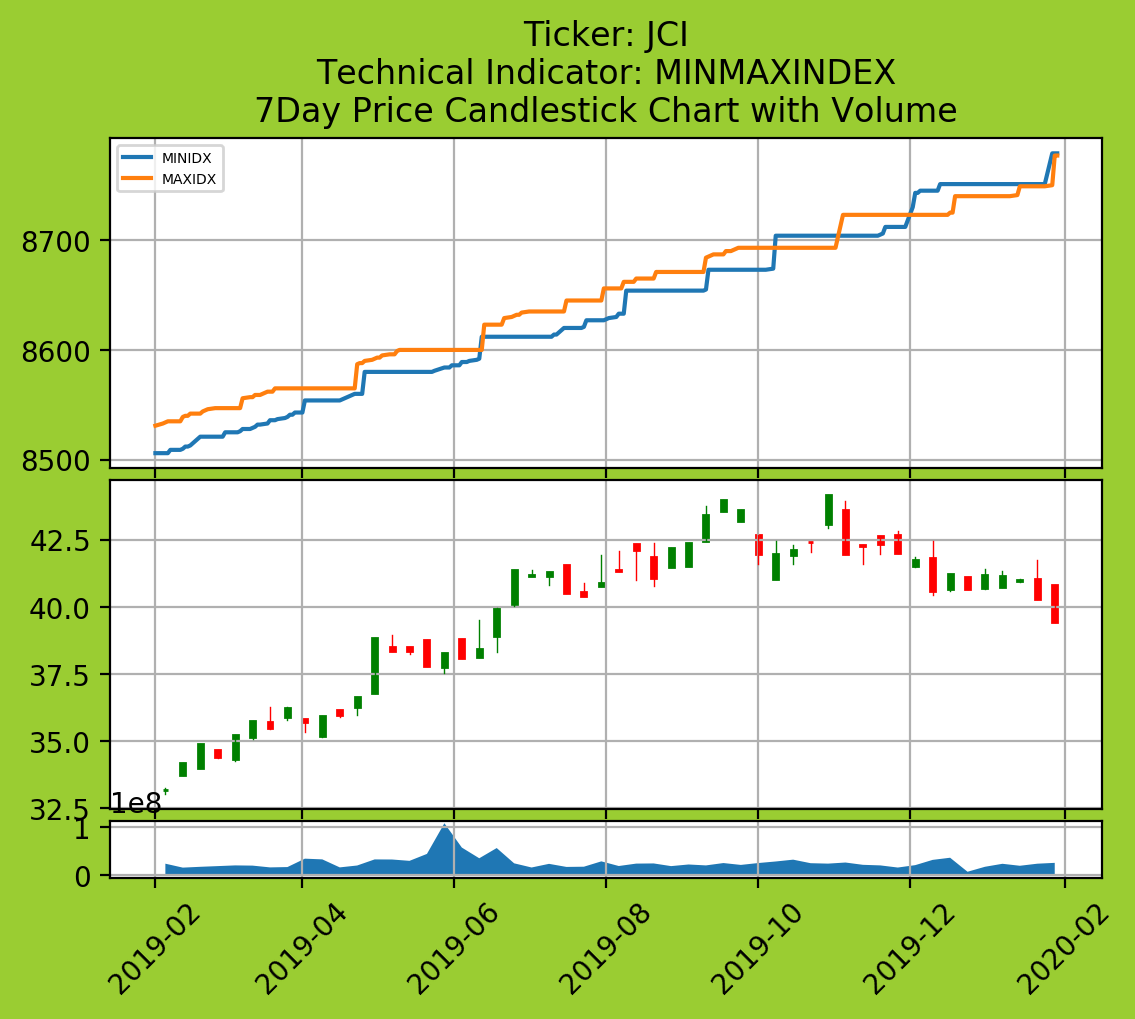 Ticker: JCI
Technical Indicator: MINMAXINDEX
7Day Price Candlestick Chart with Volume
MINIDX
MAXIDX
8700
8600
8500
42.5
40.0
37.5
35.0
32.5
1e8
1
0
2019-02
2019-04
2019-06
2019-08
2019-10
2019-12
2020-02